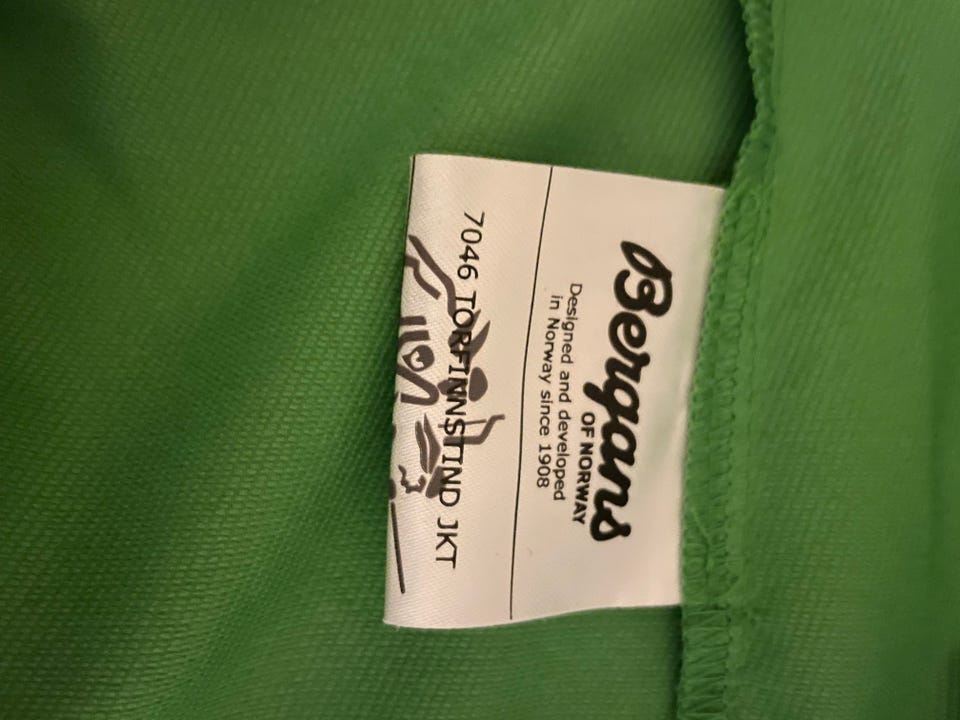 Bergans
OF NORWAY
Designed and developed
in Norway since 1908
7046 TORFINNSTIND JKT